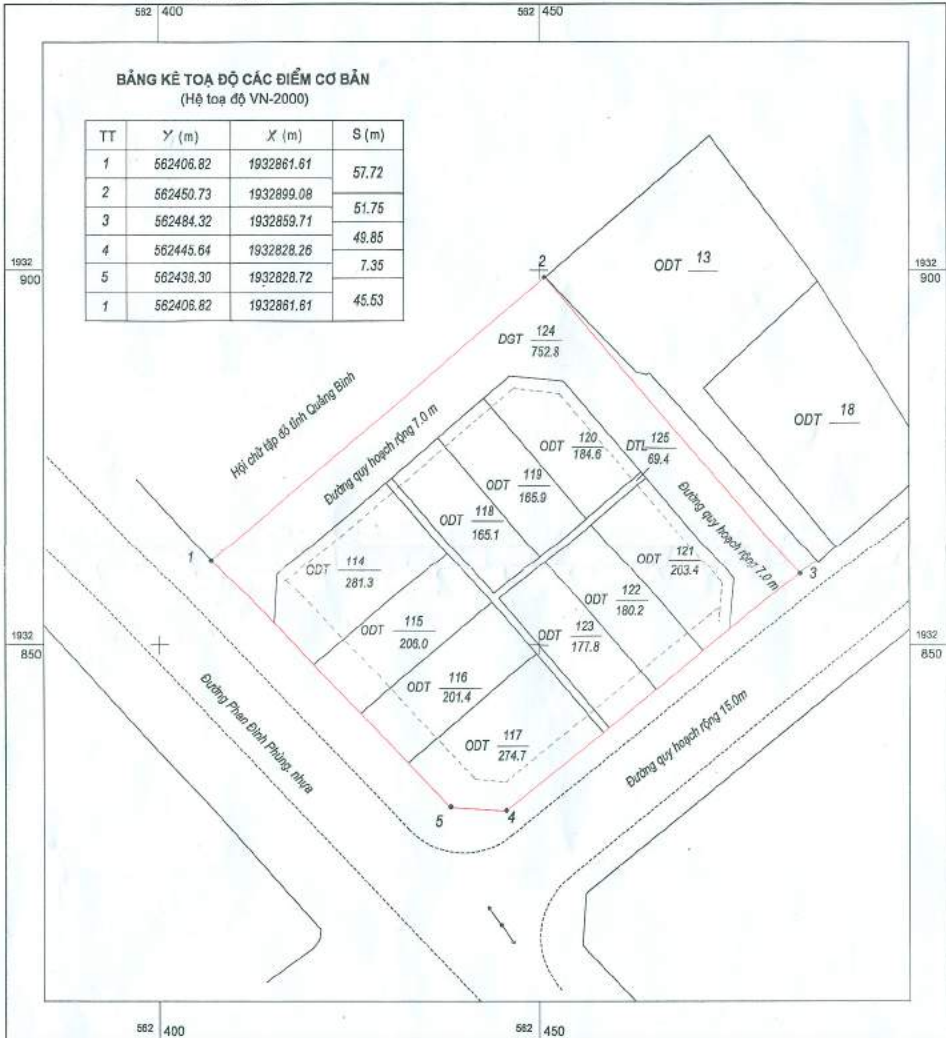 562 400
562 450
BẢNG KÊ TOẠ ĐỘ CÁC ĐIỂM CƠ BẢN
(Hệ toạ độ VN-2000)
TT Y (m) X (m) S (m)
1 562406.82 1932861.61
57.72
2 562450.73 1932899.08
51.75
3 562484.32 1932859.71
49.85
4 562445.64 1932828.26
7.35
5 562438.30 1932828.72
45.53
1 562406.82 1932861.61
1932
900
1932
900
2
ODT 13
ODT 18
DGT 124
752.8
Hội chữ tập đỏ tỉnh Quảng Bình
Đường quy hoạch rộng 7.0 m
ODT 120
184.6
DTL 125
69.4
ODT 119
165.9
ODT 118
165.1
Đường quy hoạch rộng 7.0 m
1
ODT 114
281.3
ODT 121
203.4
3
ODT 122
180.2
ODT 115
206.0
ODT 123
177.8
1932
850
1932
850
ODT 116
201.4
ODT 117
274.7
Đường Phan Đình Phùng, nhựa
Đường quy hoạch rộng 15.0m
5
4
562 400
562 450